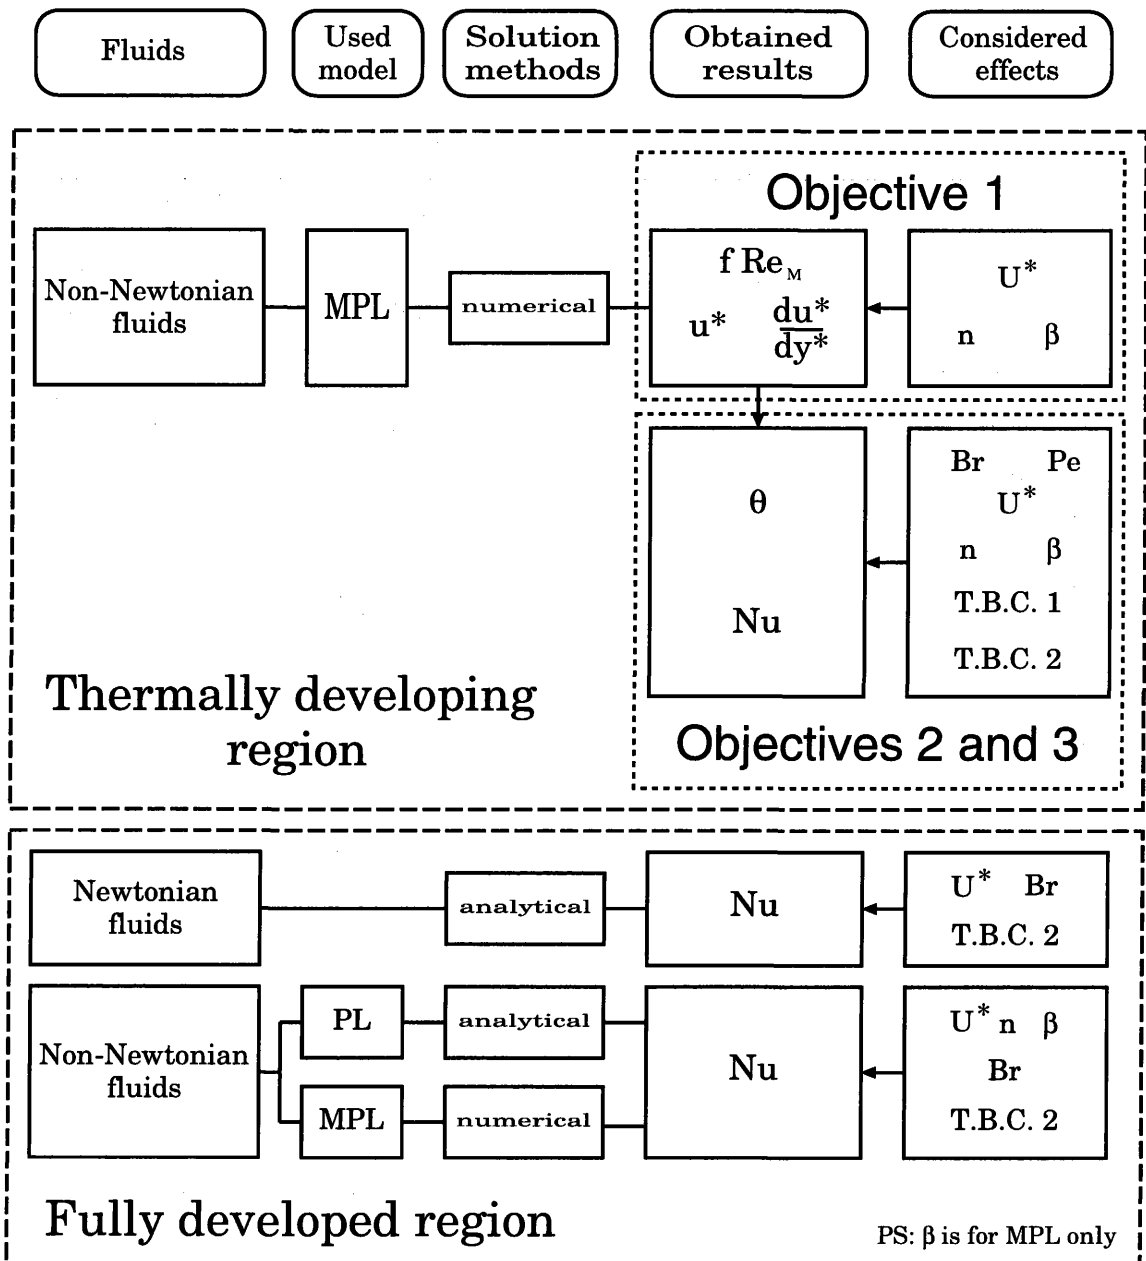 Fluids
Used
model
Solution
methods
Obtained
results
Considered
effects
Objective 1
Non-Newtonian
fluids
MPL
numerical
f Re_M
u* du*
dy*
U*
n β
θ
Nu
Br Pe
U*
n β
T.B.C. 1
T.B.C. 2
Thermally developing
region
Objectives 2 and 3
Newtonian
fluids
analytical
Nu
U* Br
T.B.C. 2
Non-Newtonian
fluids
PL
analytical
MPL
numerical
Nu
U* n β
Br
T.B.C. 2
Fully developed region
PS: β is for MPL only